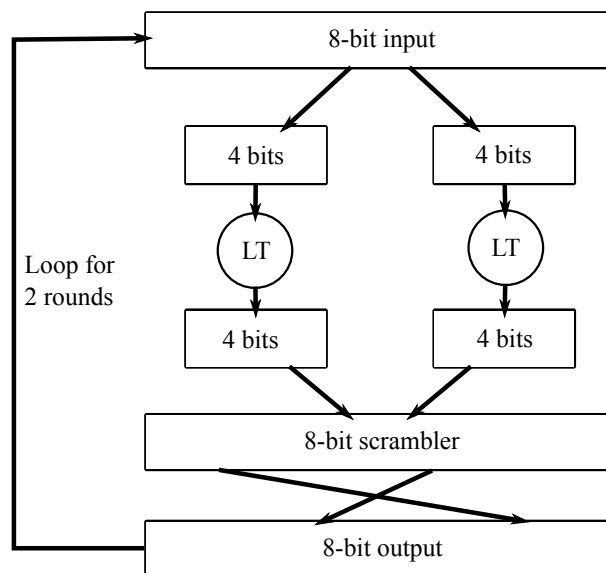 8-bit input
4 bits
4 bits
LT
LT
Loop for
2 rounds
4 bits
4 bits
8-bit scrambler
8-bit output